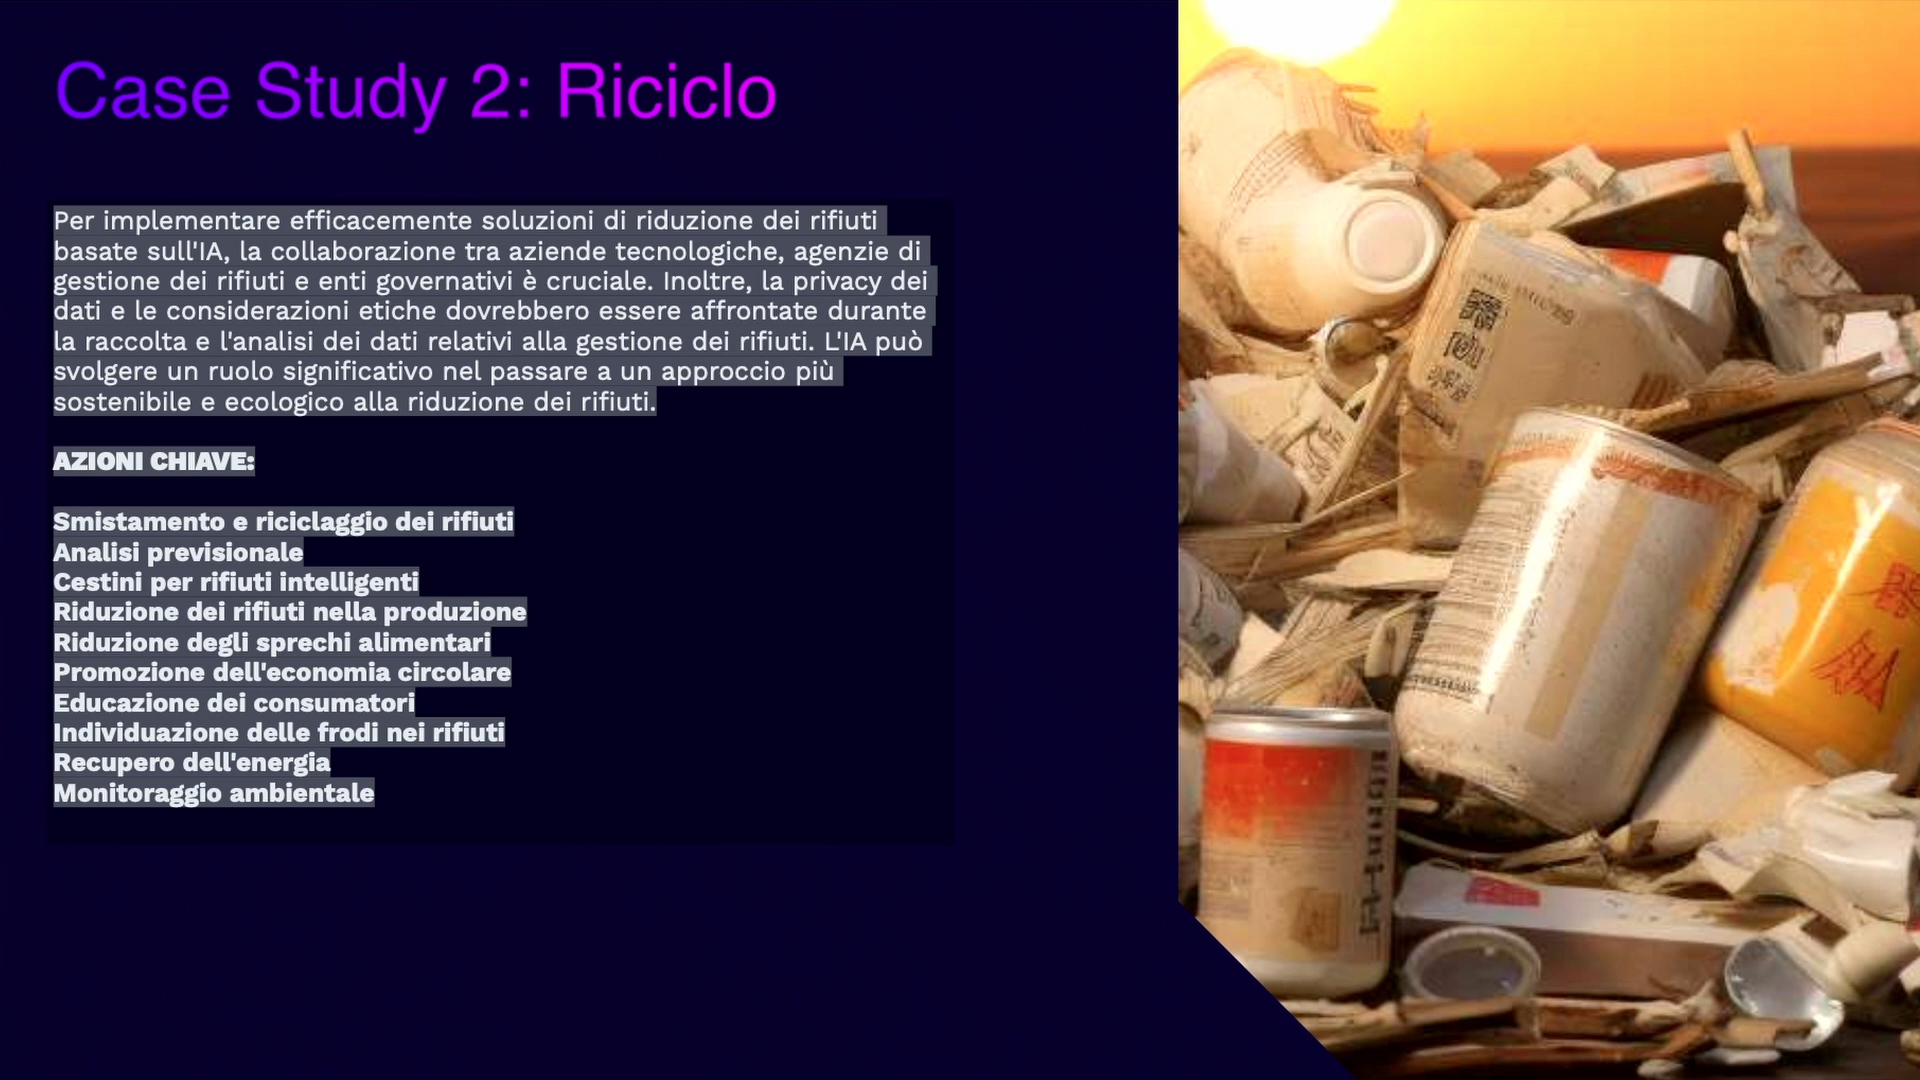 Case Study 2: Riciclo
Per implementare efficacemente soluzioni di riduzione dei rifiuti
basate sull'IA, la collaborazione tra aziende tecnologiche, agenzie di
gestione dei rifiuti e enti governativi è cruciale. Inoltre, la privacy dei
dati e le considerazioni etiche dovrebbero essere affrontate durante
la raccolta e l'analisi dei dati relativi alla gestione dei rifiuti. L'IA può
svolgere un ruolo significativo nel passare a un approccio più
sostenibile e ecologico alla riduzione dei rifiuti.
AZIONI CHIAVE:
Smistamento e riciclaggio dei rifiuti
Analisi previsionale
Cestini per rifiuti intelligenti
Riduzione dei rifiuti nella produzione
Riduzione degli sprechi alimentari
Promozione dell'economia circolare
Educazione dei consumatori
Individuazione delle frodi nei rifiuti
Recupero dell'energia
Monitoraggio ambientale